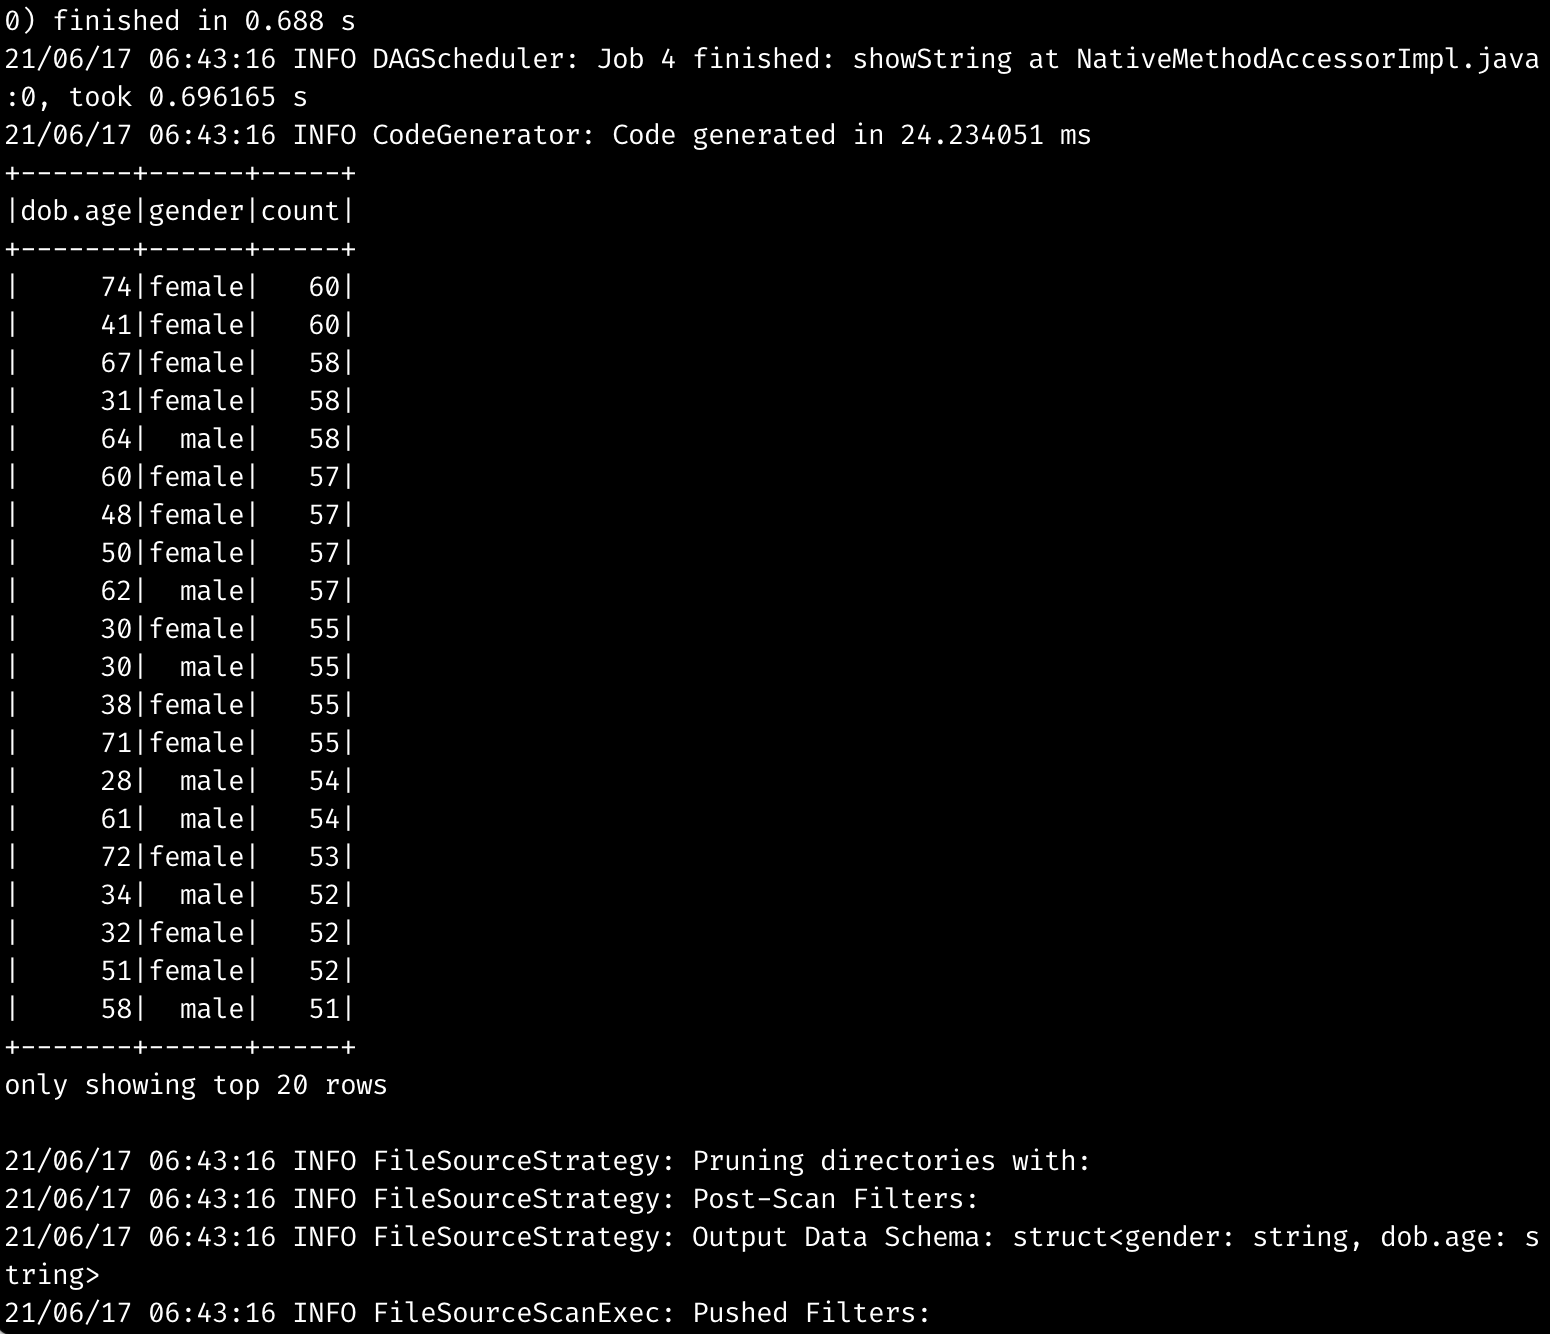 0) finished in 0.688 s
21/06/17 06:43:16 INFO DAGScheduler: Job 4 finished: showString at NativeMethodAccessorImpl.java
:0, took 0.696165 s
21/06/17 06:43:16 INFO CodeGenerator: Code generated in 24.234051 ms
+-------+------+-----+
|dob.age|gender|count|
+-------+------+-----+
|     74|female|   60|
|     41|female|   60|
|     67|female|   58|
|     31|female|   58|
|     64|  male|   58|
|     60|female|   57|
|     48|female|   57|
|     50|female|   57|
|     62|  male|   57|
|     30|female|   55|
|     30|  male|   55|
|     38|female|   55|
|     71|female|   55|
|     28|  male|   54|
|     61|  male|   54|
|     72|female|   53|
|     34|  male|   52|
|     32|female|   52|
|     51|female|   52|
|     58|  male|   51|
+-------+------+-----+
only showing top 20 rows

21/06/17 06:43:16 INFO FileSourceStrategy: Pruning directories with:
21/06/17 06:43:16 INFO FileSourceStrategy: Post-Scan Filters:
21/06/17 06:43:16 INFO FileSourceStrategy: Output Data Schema: struct<gender: string, dob.age: s
tring>
21/06/17 06:43:16 INFO FileSourceScanExec: Pushed Filters: